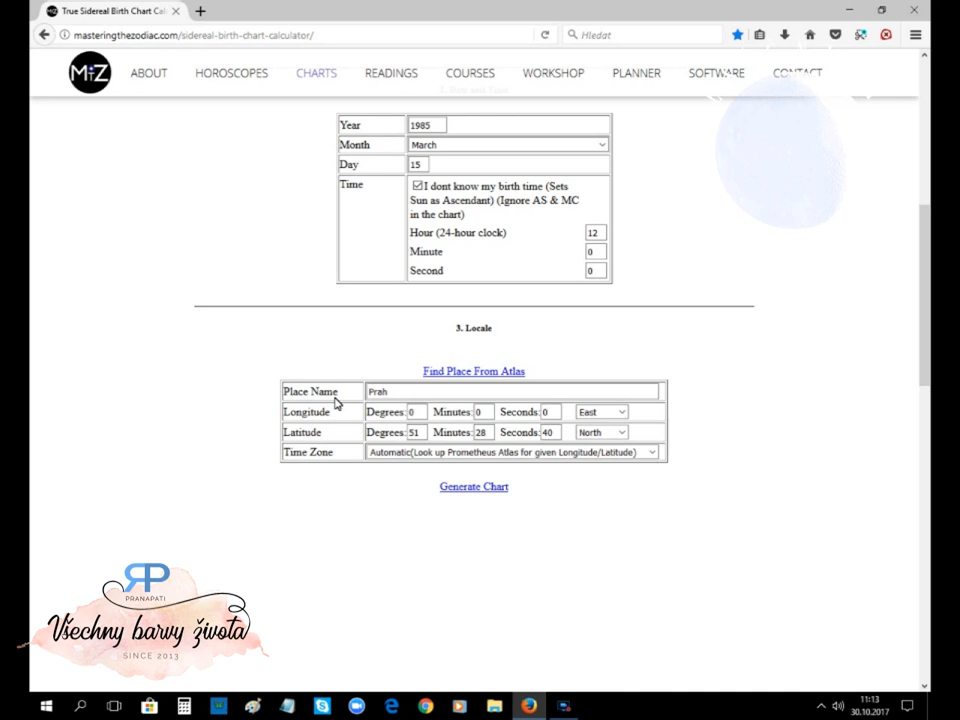 True Sidereal Birth Chart Cal
masteringthezodiac.com/sidereal-birth-chart-calculator/
Hledat
MiZ
ABOUT
HOROSCOPES
CHARTS
READINGS
COURSES
WORKSHOP
PLANNER
SOFTWARE
CONTACT
2. Date and Time
Year 1985
Month March
Day 15
Time I dont know my birth time (Sets
Sun as Ascendant) (Ignore AS & MC
in the chart)
Hour (24-hour clock) 12
Minute 0
Second 0
3. Locale
Find Place From Atlas
Place Name Prah
Longitude Degrees: 0 Minutes: 0 Seconds: 0 East
Latitude Degrees: 51 Minutes: 28 Seconds: 40 North
Time Zone Automatic(Look up Prometheus Atlas for given Longitude/Latitude)
Generate Chart
RP
PRANAPATI
Všechny barvy života
SINCE 2013
11:13
30.10.2017